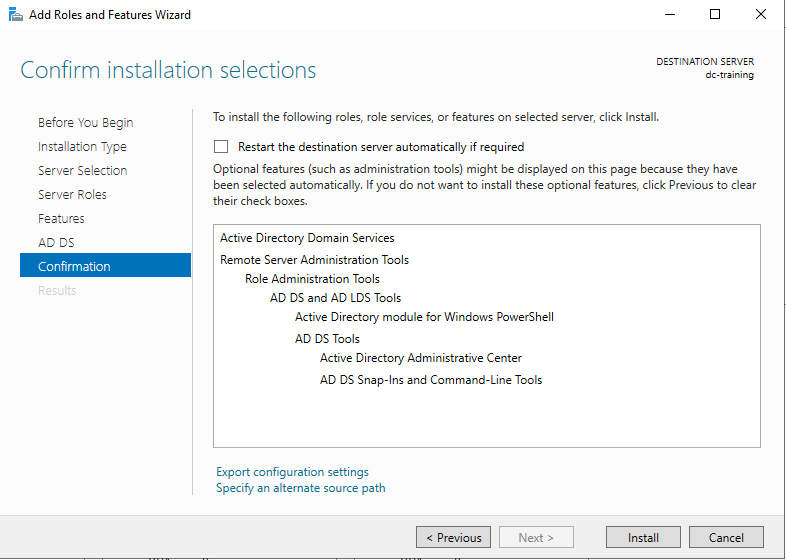 Add Roles and Features Wizard
Confirm installation selections
DESTINATION SERVER
dc-training
Before You Begin
Installation Type
Server Selection
Server Roles
Features
AD DS
Confirmation
Results
To install the following roles, role services, or features on selected server, click Install.
Restart the destination server automatically if required
Optional features (such as administration tools) might be displayed on this page because they have
been selected automatically. If you do not want to install these optional features, click Previous to clear
their check boxes.
Active Directory Domain Services
Remote Server Administration Tools
Role Administration Tools
AD DS and AD LDS Tools
Active Directory module for Windows PowerShell
AD DS Tools
Active Directory Administrative Center
AD DS Snap-Ins and Command-Line Tools
Export configuration settings
Specify an alternate source path
< Previous
Next >
Install
Cancel